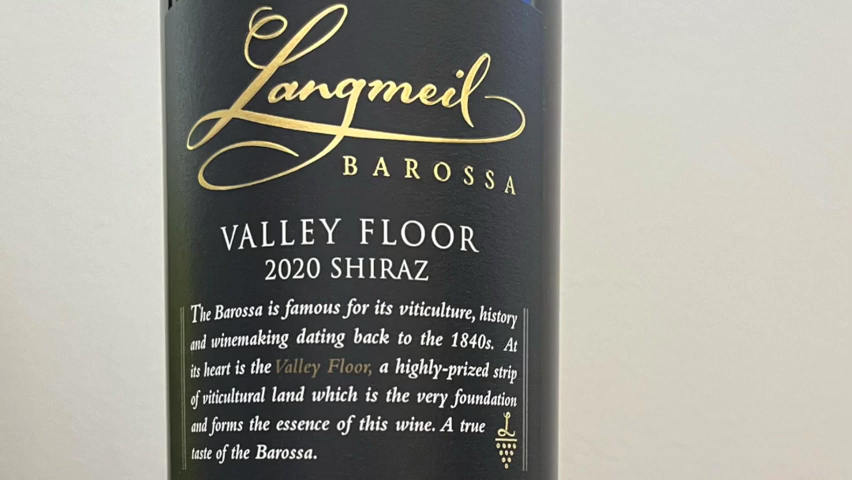 Langmeil
BAROSSA
VALLEY FLOOR
2020 SHIRAZ
The Barossa is famous for its viticulture, history
and winemaking dating back to the 1840s. At
its heart is the Valley Floor, a highly-prized strip
of viticultural land which is the very foundation
and forms the essence of this wine. A true
taste of the Barossa.
L